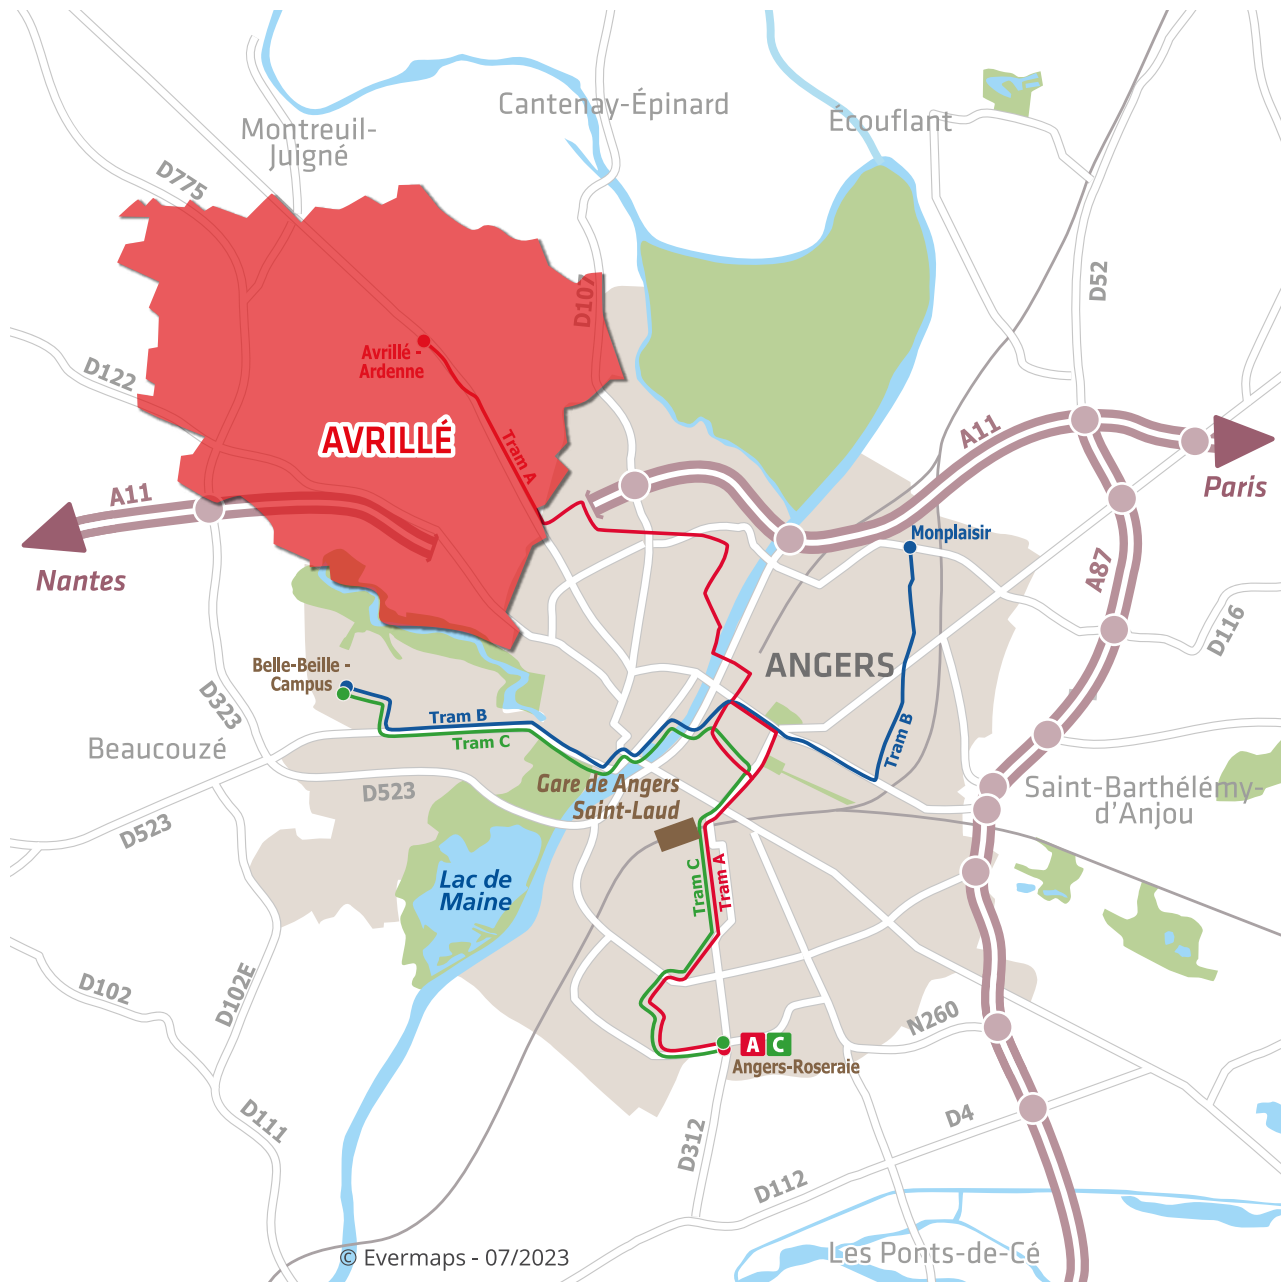 Cantenay-Épinard
Écouflant
Montreuil-
Juigné
D775
D52
D107
Avrillé -
Ardenne
D122
AVRILLÉ
Tram A
A11
A11
Paris
Nantes
Monplaisir
A87
D116
ANGERS
Belle-Beille -
Campus
D323
Tram B
Tram C
Tram B
Beaucouzé
Gare de Angers
Saint-Laud
D523
Saint-Barthélémy-
d'Anjou
D523
Lac de
Maine
Tram C
Tram A
D102
D102E
N260
A C
Angers-Roseraie
D111
D4
D312
D112
Les Ponts-de-Cé
© Evermaps - 07/2023